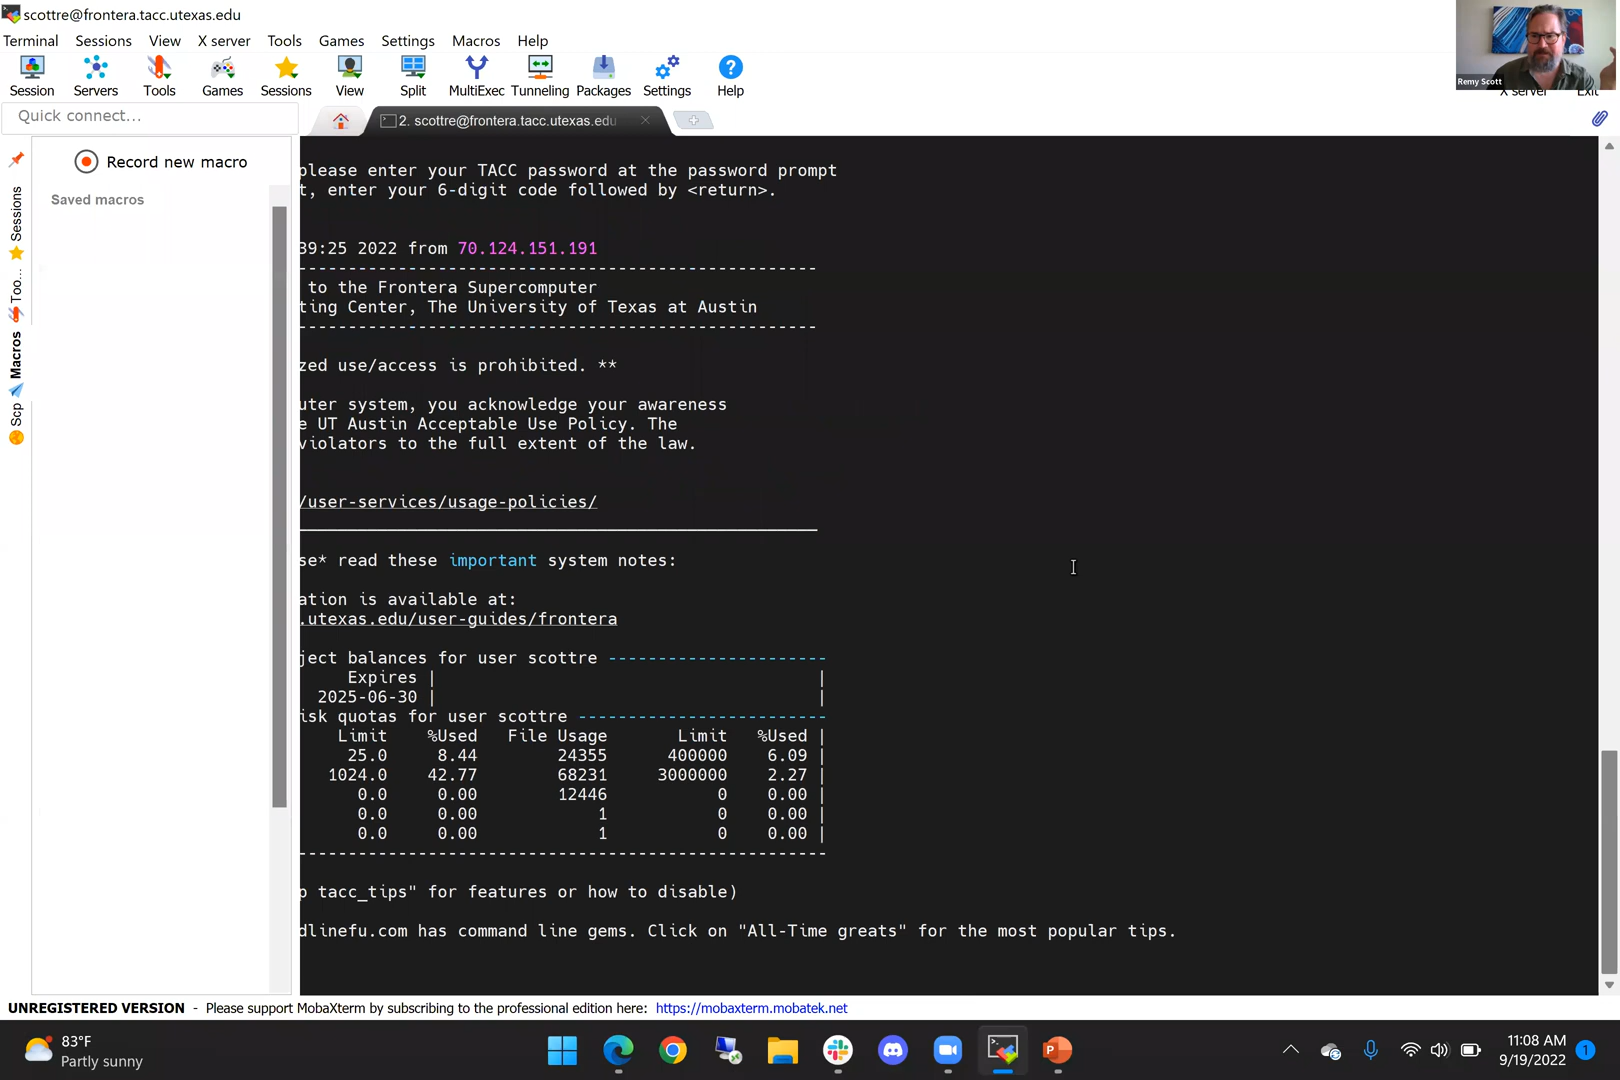 scottre@frontera.tacc.utexas.edu
Terminal Sessions View X server Tools Games Settings Macros Help
Session Servers Tools Games Sessions View Split MultiExec Tunneling Packages Settings Help
X server Exit
Remy Scott
Quick connect...
2. scottre@frontera.tacc.utexas.edu
Record new macro
Saved macros
Sessions
Too...
Macros
Scp
please enter your TACC password at the password prompt
t, enter your 6-digit code followed by <return>.
39:25 2022 from 70.124.151.191
-----------------------------------------------------
to the Frontera Supercomputer
ting Center, The University of Texas at Austin
-----------------------------------------------------
zed use/access is prohibited. **
uter system, you acknowledge your awareness
e UT Austin Acceptable Use Policy. The
violators to the full extent of the law.
/user-services/usage-policies/
_____________________________________________________
se* read these important system notes:
ation is available at:
.utexas.edu/user-guides/frontera
ject balances for user scottre ----------------------
Expires | |
2025-06-30 | |
isk quotas for user scottre -------------------------
Limit %Used File Usage Limit %Used |
25.0 8.44 24355 400000 6.09 |
1024.0 42.77 68231 3000000 2.27 |
0.0 0.00 12446 0 0.00 |
0.0 0.00 1 0 0.00 |
0.0 0.00 1 0 0.00 |
------------------------------------------------------
p tacc_tips" for features or how to disable)
dlinefu.com has command line gems. Click on "All-Time greats" for the most popular tips.
UNREGISTERED VERSION - Please support MobaXterm by subscribing to the professional edition here: https://mobaxterm.mobatek.net
83°F
Partly sunny
11:08 AM
9/19/2022
1